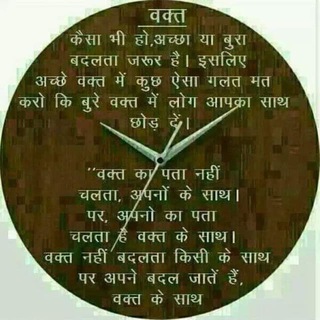 वक्त
कैसा भी हो,अच्छा या बुरा
बदलता जरूर है। इसलिए
अच्छे वक्त में कुछ ऐसा गलत मत
करो कि बुरे वक्त में लोग आपका साथ
छोड़ दें।
“वक्त का पता नहीं
चलता, अपनों के साथ।
पर, अपनो का पता
चलता है वक्त के साथ।
वक्त नहीं बदलता किसी के साथ
पर अपने बदल जातें हैं,
वक्त के साथ